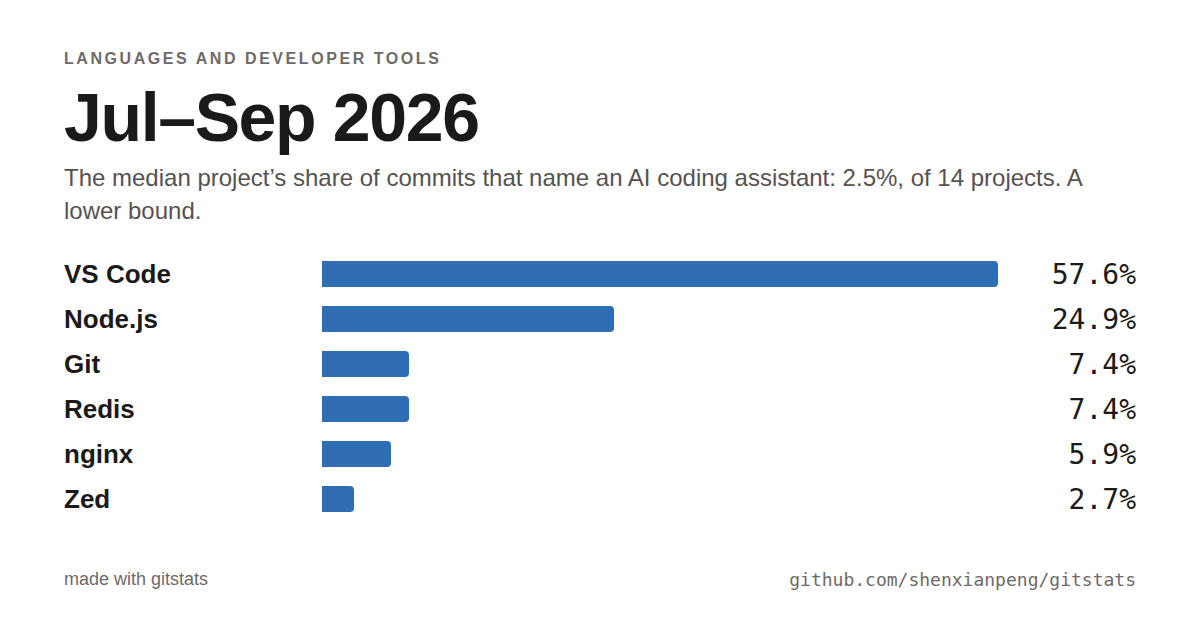 LANGUAGES AND DEVELOPER TOOLS
Jul–Sep 2026
The median project’s share of commits that name an AI coding assistant: 2.5%, of 14 projects. A
lower bound.
VS Code 57.6%
Node.js 24.9%
Git 7.4%
Redis 7.4%
nginx 5.9%
Zed 2.7%
made with gitstats github.com/shenxianpeng/gitstats